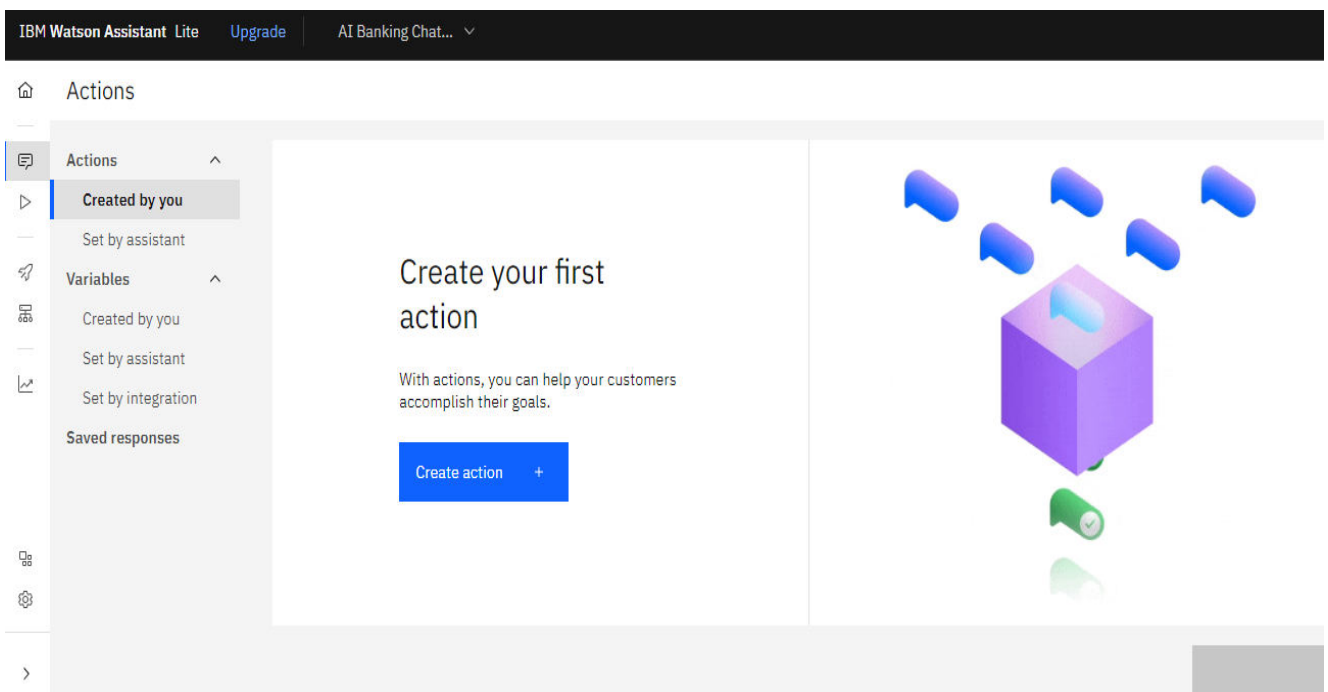 IBM Watson Assistant Lite Upgrade AI Banking Chat...
Actions
Actions
Created by you
Set by assistant
Variables
Created by you
Set by assistant
Set by integration
Saved responses
Create your first
action
With actions, you can help your customers
accomplish their goals.
Create action +